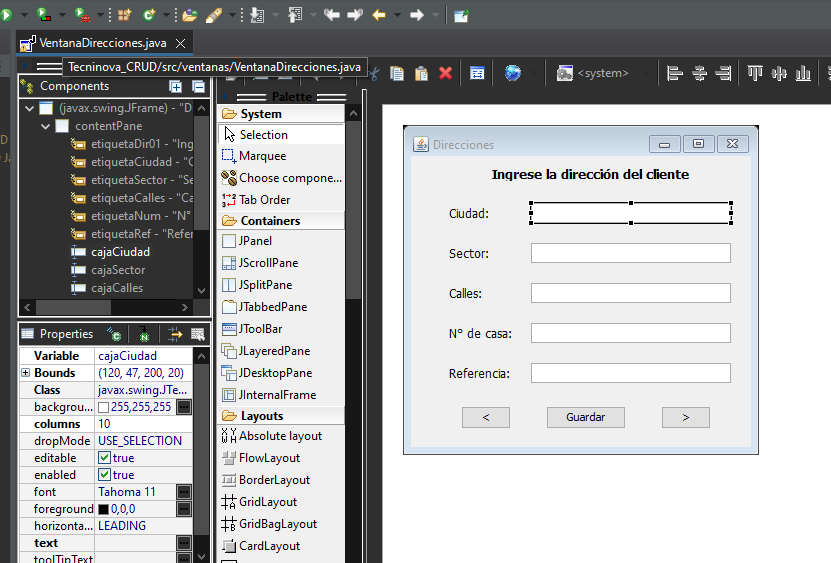 VentanaDirecciones.java
Tecninova_CRUD/src/ventanas/VentanaDirecciones.java
Components
(javax.swing.JFrame) - "D
contentPane
etiquetaDir01 - "Ing
etiquetaCiudad - "C
etiquetaSector - "Se
etiquetaCalles - "Ca
etiquetaNum - "N°
etiquetaRef - "Refer
cajaCiudad
cajaSector
cajaCalles
Properties
Variable cajaCiudad
Bounds (120, 47, 200, 20)
Class javax.swing.JTe...
backgrou... 255,255,255
columns 10
dropMode USE_SELECTION
editable true
enabled true
font Tahoma 11
foreground 0,0,0
horizonta... LEADING
text
toolTipText
Palette
System
Selection
Marquee
Choose compone...
Tab Order
Containers
JPanel
JScrollPane
JSplitPane
JTabbedPane
JToolBar
JLayeredPane
JDesktopPane
JInternalFrame
Layouts
Absolute layout
FlowLayout
BorderLayout
GridLayout
GridBagLayout
CardLayout
<system>
Direcciones
Ingrese la dirección del cliente
Ciudad:
Sector:
Calles:
N° de casa:
Referencia:
< Guardar >